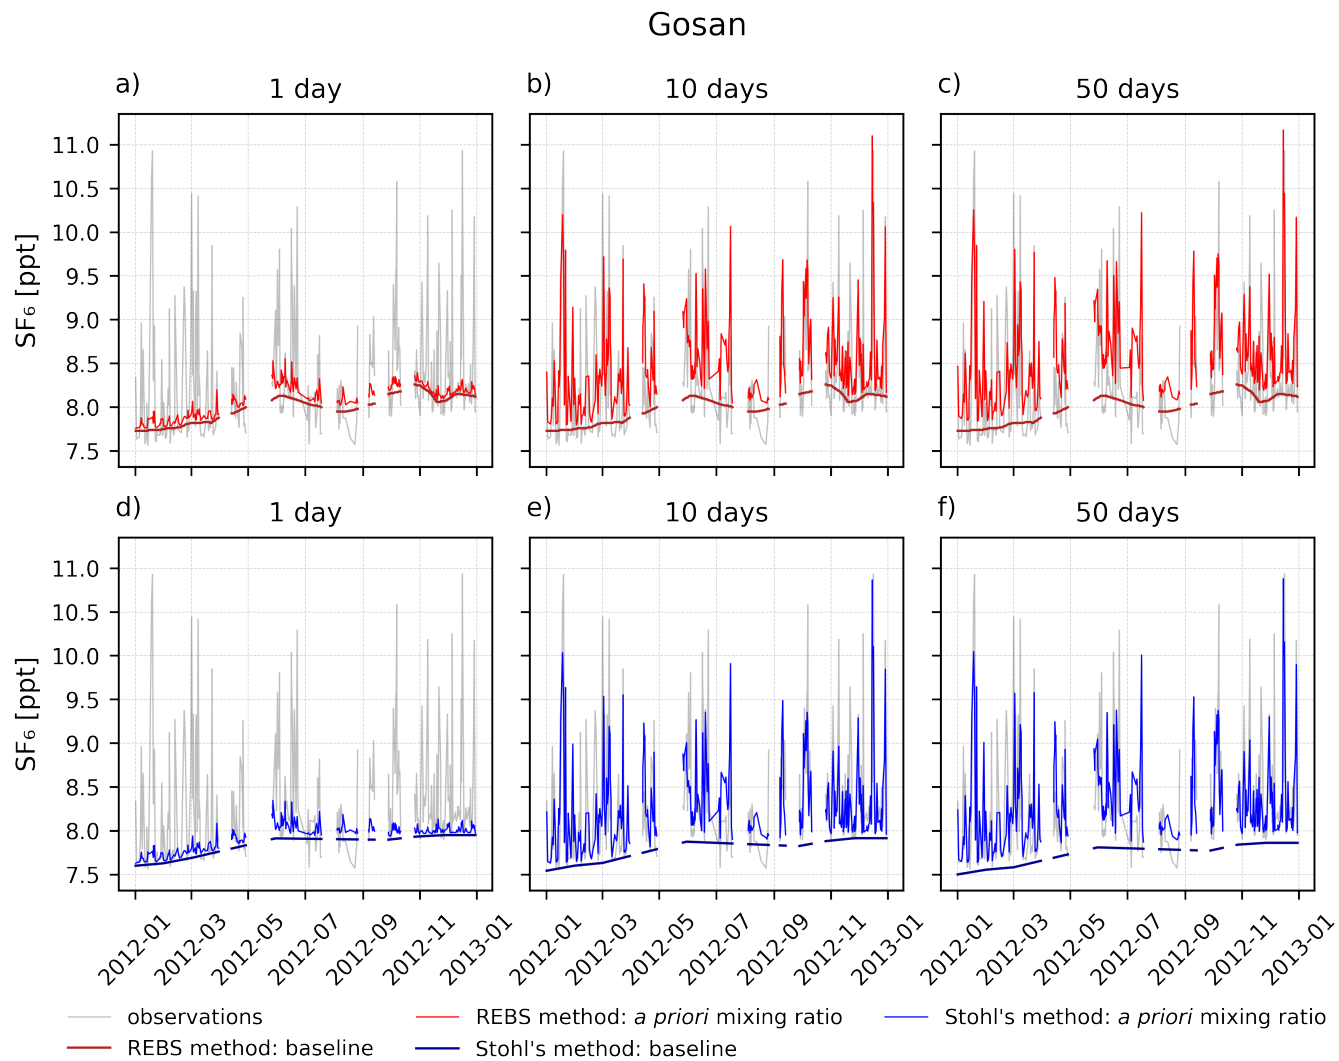 Gosan
a) 1 day b) 10 days c) 50 days
SF₆ [ppt]
11.0
10.5
10.0
9.5
9.0
8.5
8.0
7.5
d) 1 day e) 10 days f) 50 days
SF₆ [ppt]
11.0
10.5
10.0
9.5
9.0
8.5
8.0
7.5
2012-01 2012-03 2012-05 2012-07 2012-09 2012-11 2013-01 2012-01 2012-03 2012-05 2012-07 2012-09 2012-11 2013-01 2012-01 2012-03 2012-05 2012-07 2012-09 2012-11 2013-01
observations REBS method: a priori mixing ratio Stohl's method: a priori mixing ratio
REBS method: baseline Stohl's method: baseline